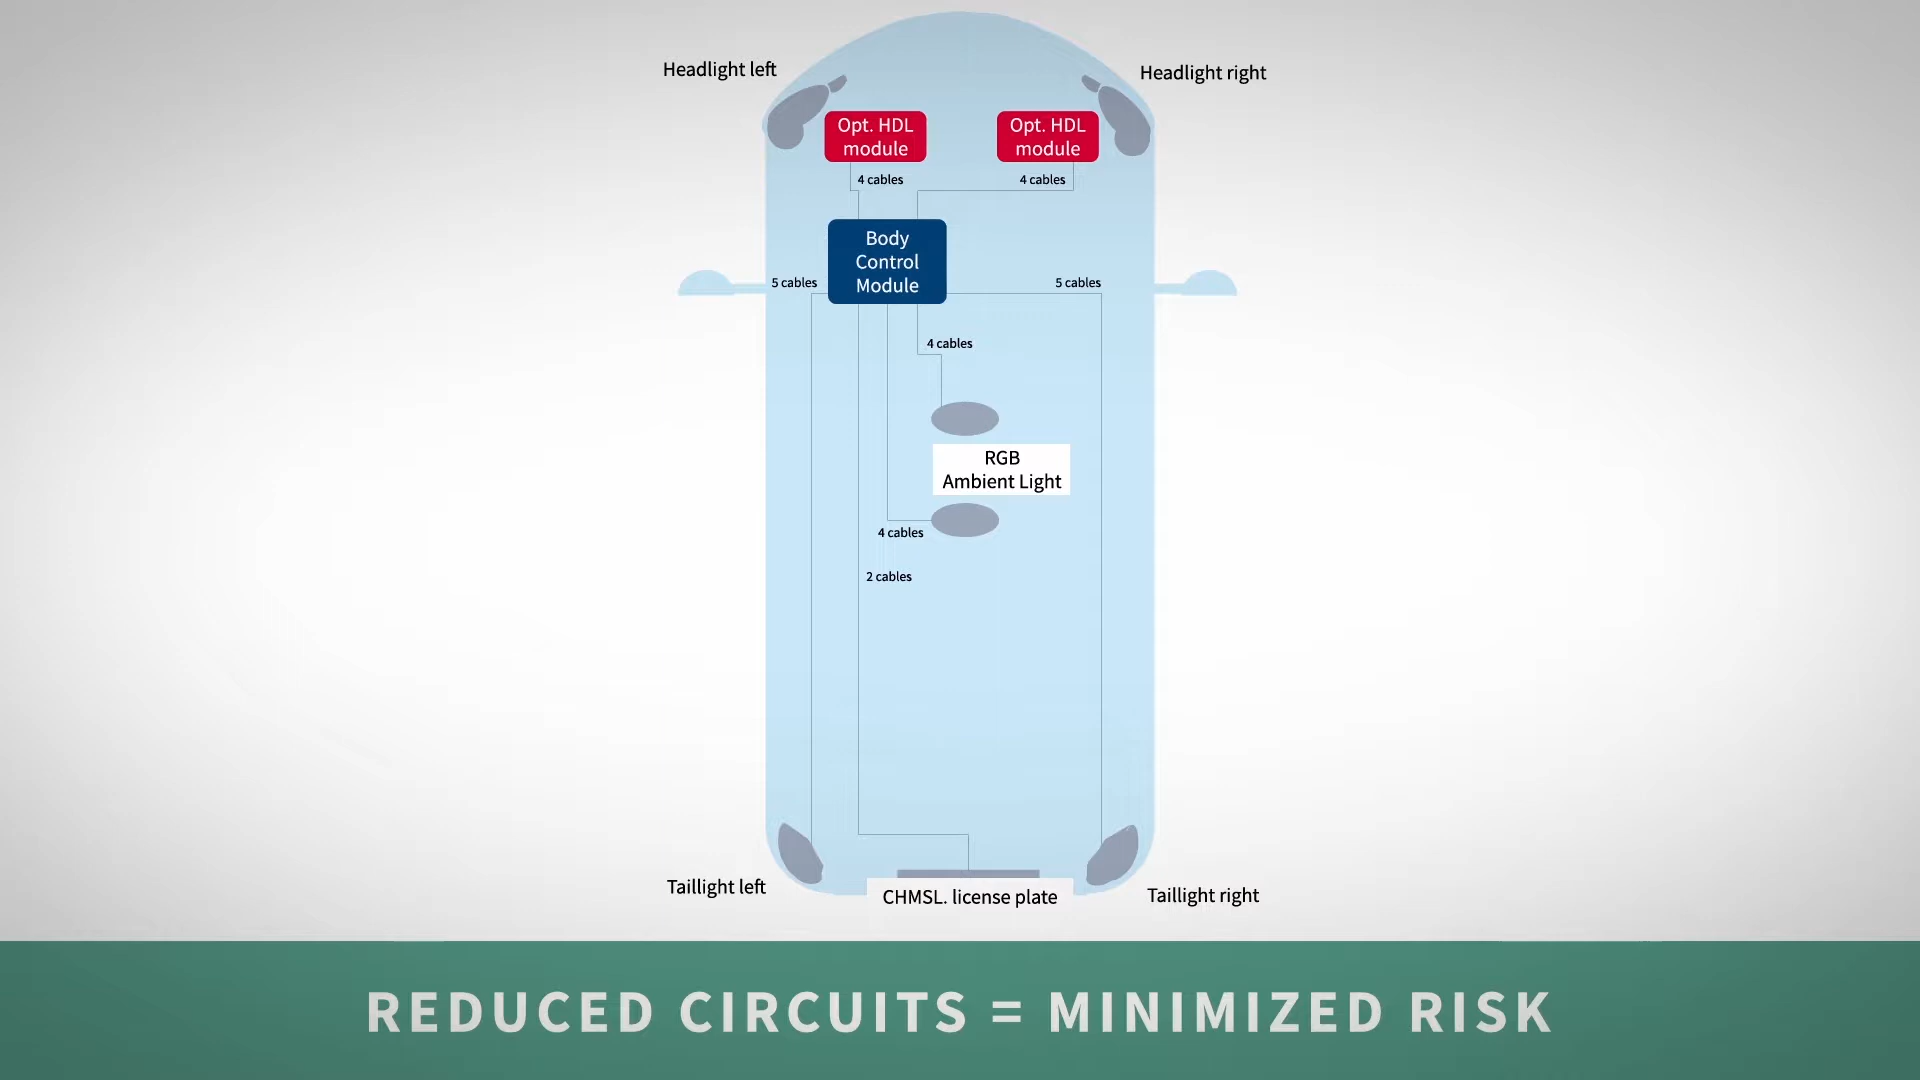 Headlight left
Headlight right
Opt. HDL
module
Opt. HDL
module
4 cables
4 cables
Body
Control
Module
5 cables
5 cables
4 cables
RGB
Ambient Light
4 cables
2 cables
Taillight left
CHMSL. license plate
Taillight right
REDUCED CIRCUITS = MINIMIZED RISK